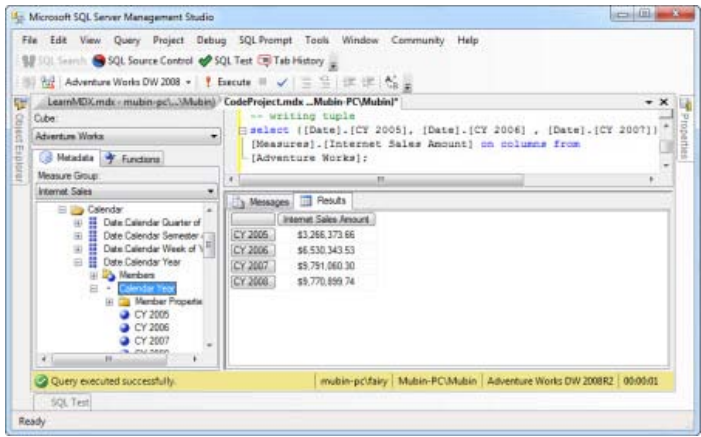 Microsoft SQL Server Management Studio
File Edit View Query Project Debug SQL Prompt Tools Window Community Help
SQL Search SQL Source Control SQL Test Tab History
Adventure Works DW 2008 Execute
LearnMDX.mdx - mubin-pc\...\Mubin) CodeProject.mdx ...Mubin-PC\Mubin)*
Object Explorer
Properties
Cube:
Adventure Works
Metadata Functions
Measure Group:
Internet Sales
Calendar
Date.Calendar Quarter of
Date.Calendar Semester
Date.Calendar Week of Y
Date.Calendar Year
Members
Calendar Year
Member Propertie
CY 2005
CY 2006
CY 2007
-- writing tuple
select ([Date].[CY 2005], [Date].[CY 2006] , [Date].[CY 2007])
[Measures].[Internet Sales Amount] on columns from
[Adventure Works];
Messages Results
Internet Sales Amount
CY 2005 $3,266,373.66
CY 2006 $6,530,343.53
CY 2007 $9,791,060.30
CY 2008 $9,770,899.74
Query executed successfully. mubin-pc\fairy Mubin-PC\Mubin Adventure Works DW 2008R2 00:00:01
SQL Test
Ready